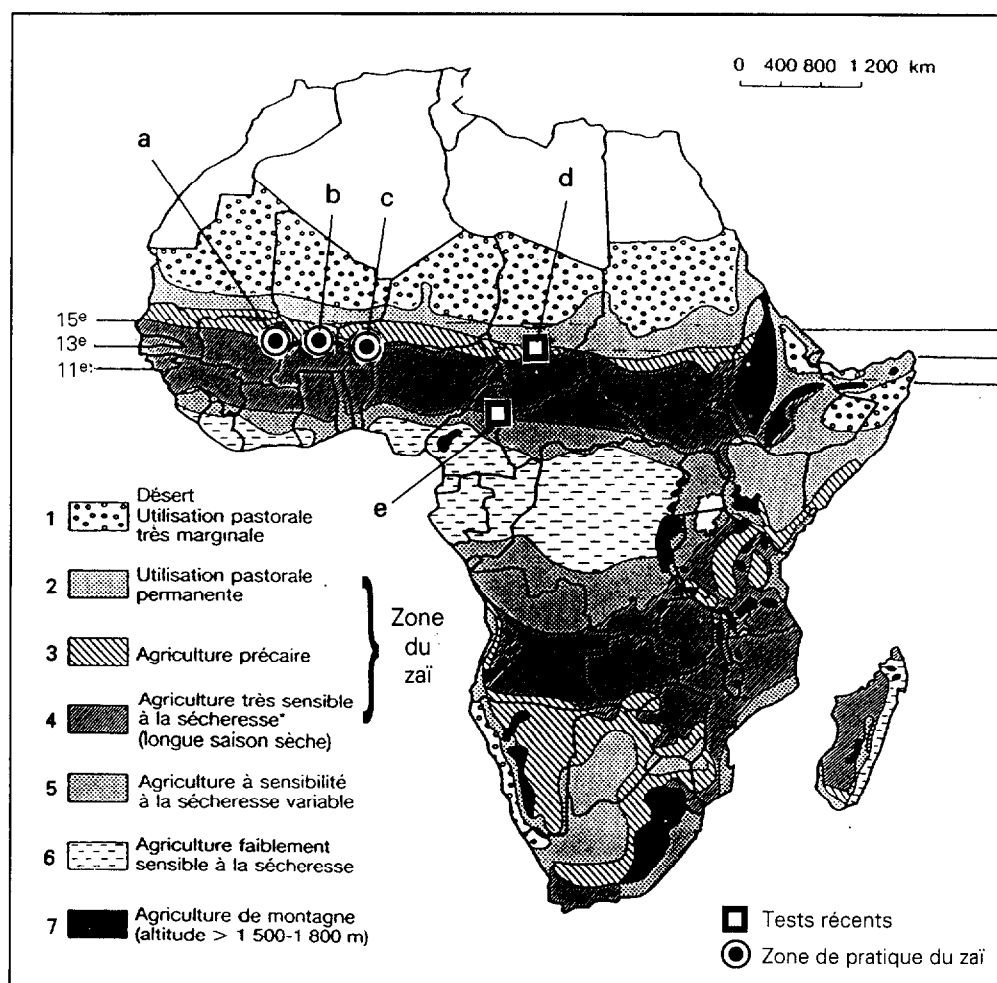 0 400 800 1 200 km
a
b
c
d
15e
13e
11e
e
1 Désert
Utilisation pastorale
très marginale
2 Utilisation pastorale
permanente
3 Agriculture précaire
4 Agriculture très sensible
à la sécheresse*
(longue saison sèche)
Zone
du
zaï
5 Agriculture à sensibilité
à la sécheresse variable
6 Agriculture faiblement
sensible à la sécheresse
7 Agriculture de montagne
(altitude > 1 500-1 800 m)
Tests récents
Zone de pratique du zaï